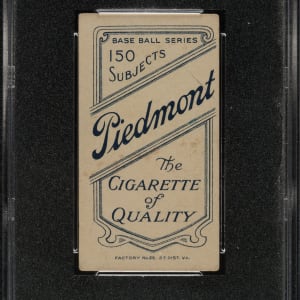 BASE BALL SERIES
150
SUBJECTS
Piedmont
The
CIGARETTE
of
QUALITY
FACTORY No 25, 2nd DIST. VA.